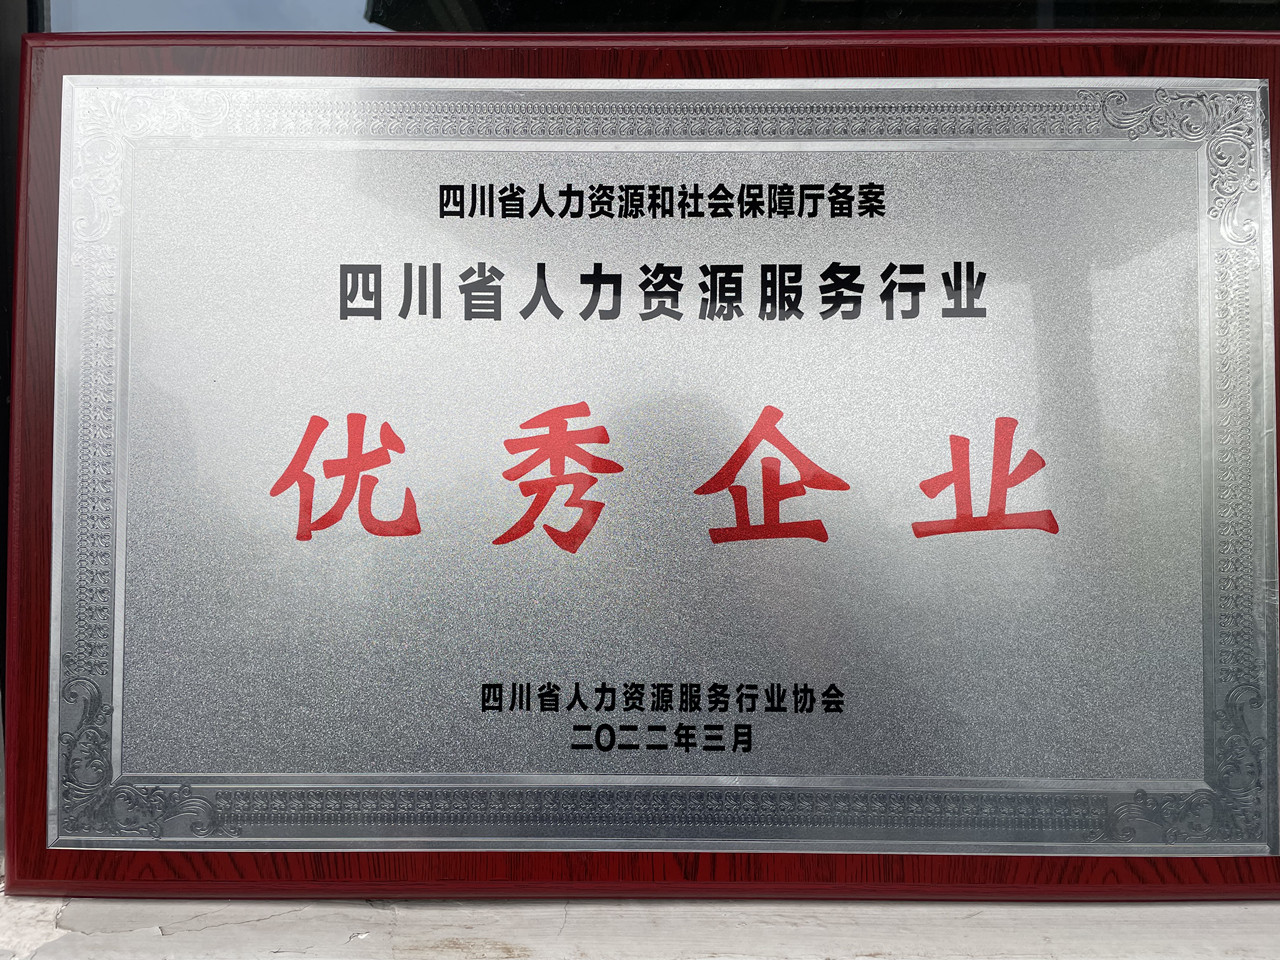 四川省人力资源和社会保障厅备案
四川省人力资源服务行业
优秀企业
四川省人力资源服务行业协会
二〇二二年三月